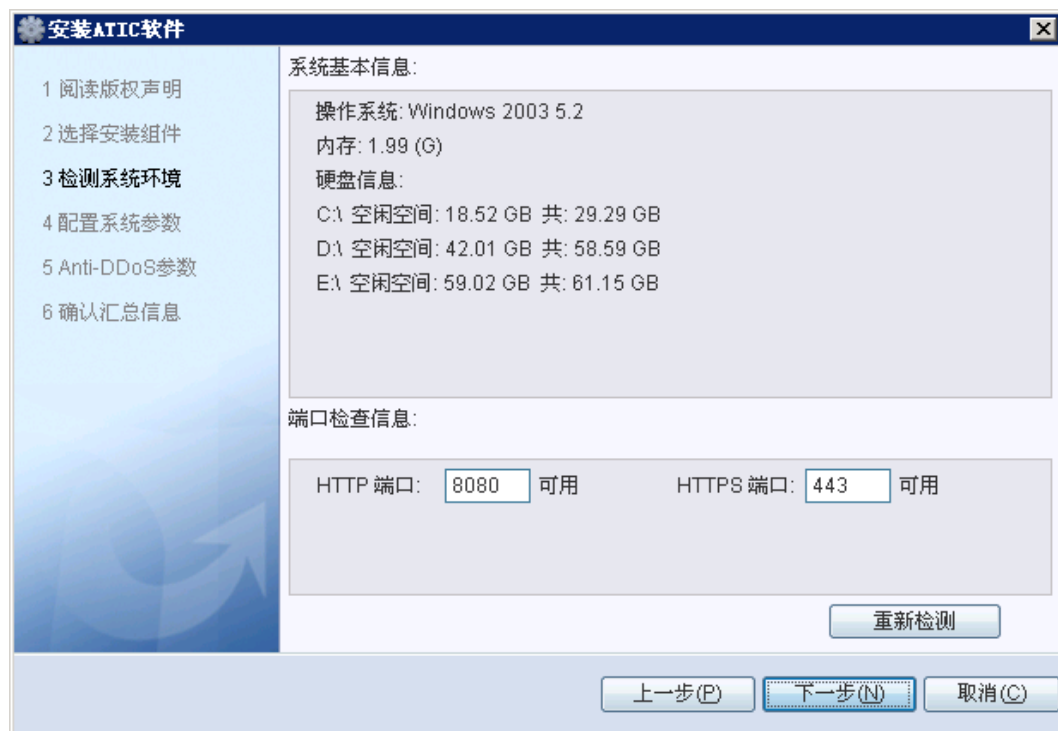 安装ATIC软件
1 阅读版权声明
2 选择安装组件
3 检测系统环境
4 配置系统参数
5 Anti-DDoS参数
6 确认汇总信息
系统基本信息:
操作系统: Windows 2003 5.2
内存: 1.99 (G)
硬盘信息:
C:\ 空闲空间: 18.52 GB 共: 29.29 GB
D:\ 空闲空间: 42.01 GB 共: 58.59 GB
E:\ 空闲空间: 59.02 GB 共: 61.15 GB
端口检查信息:
HTTP 端口: 8080 可用 HTTPS 端口: 443 可用
重新检测
上一步(P) 下一步(N) 取消(C)